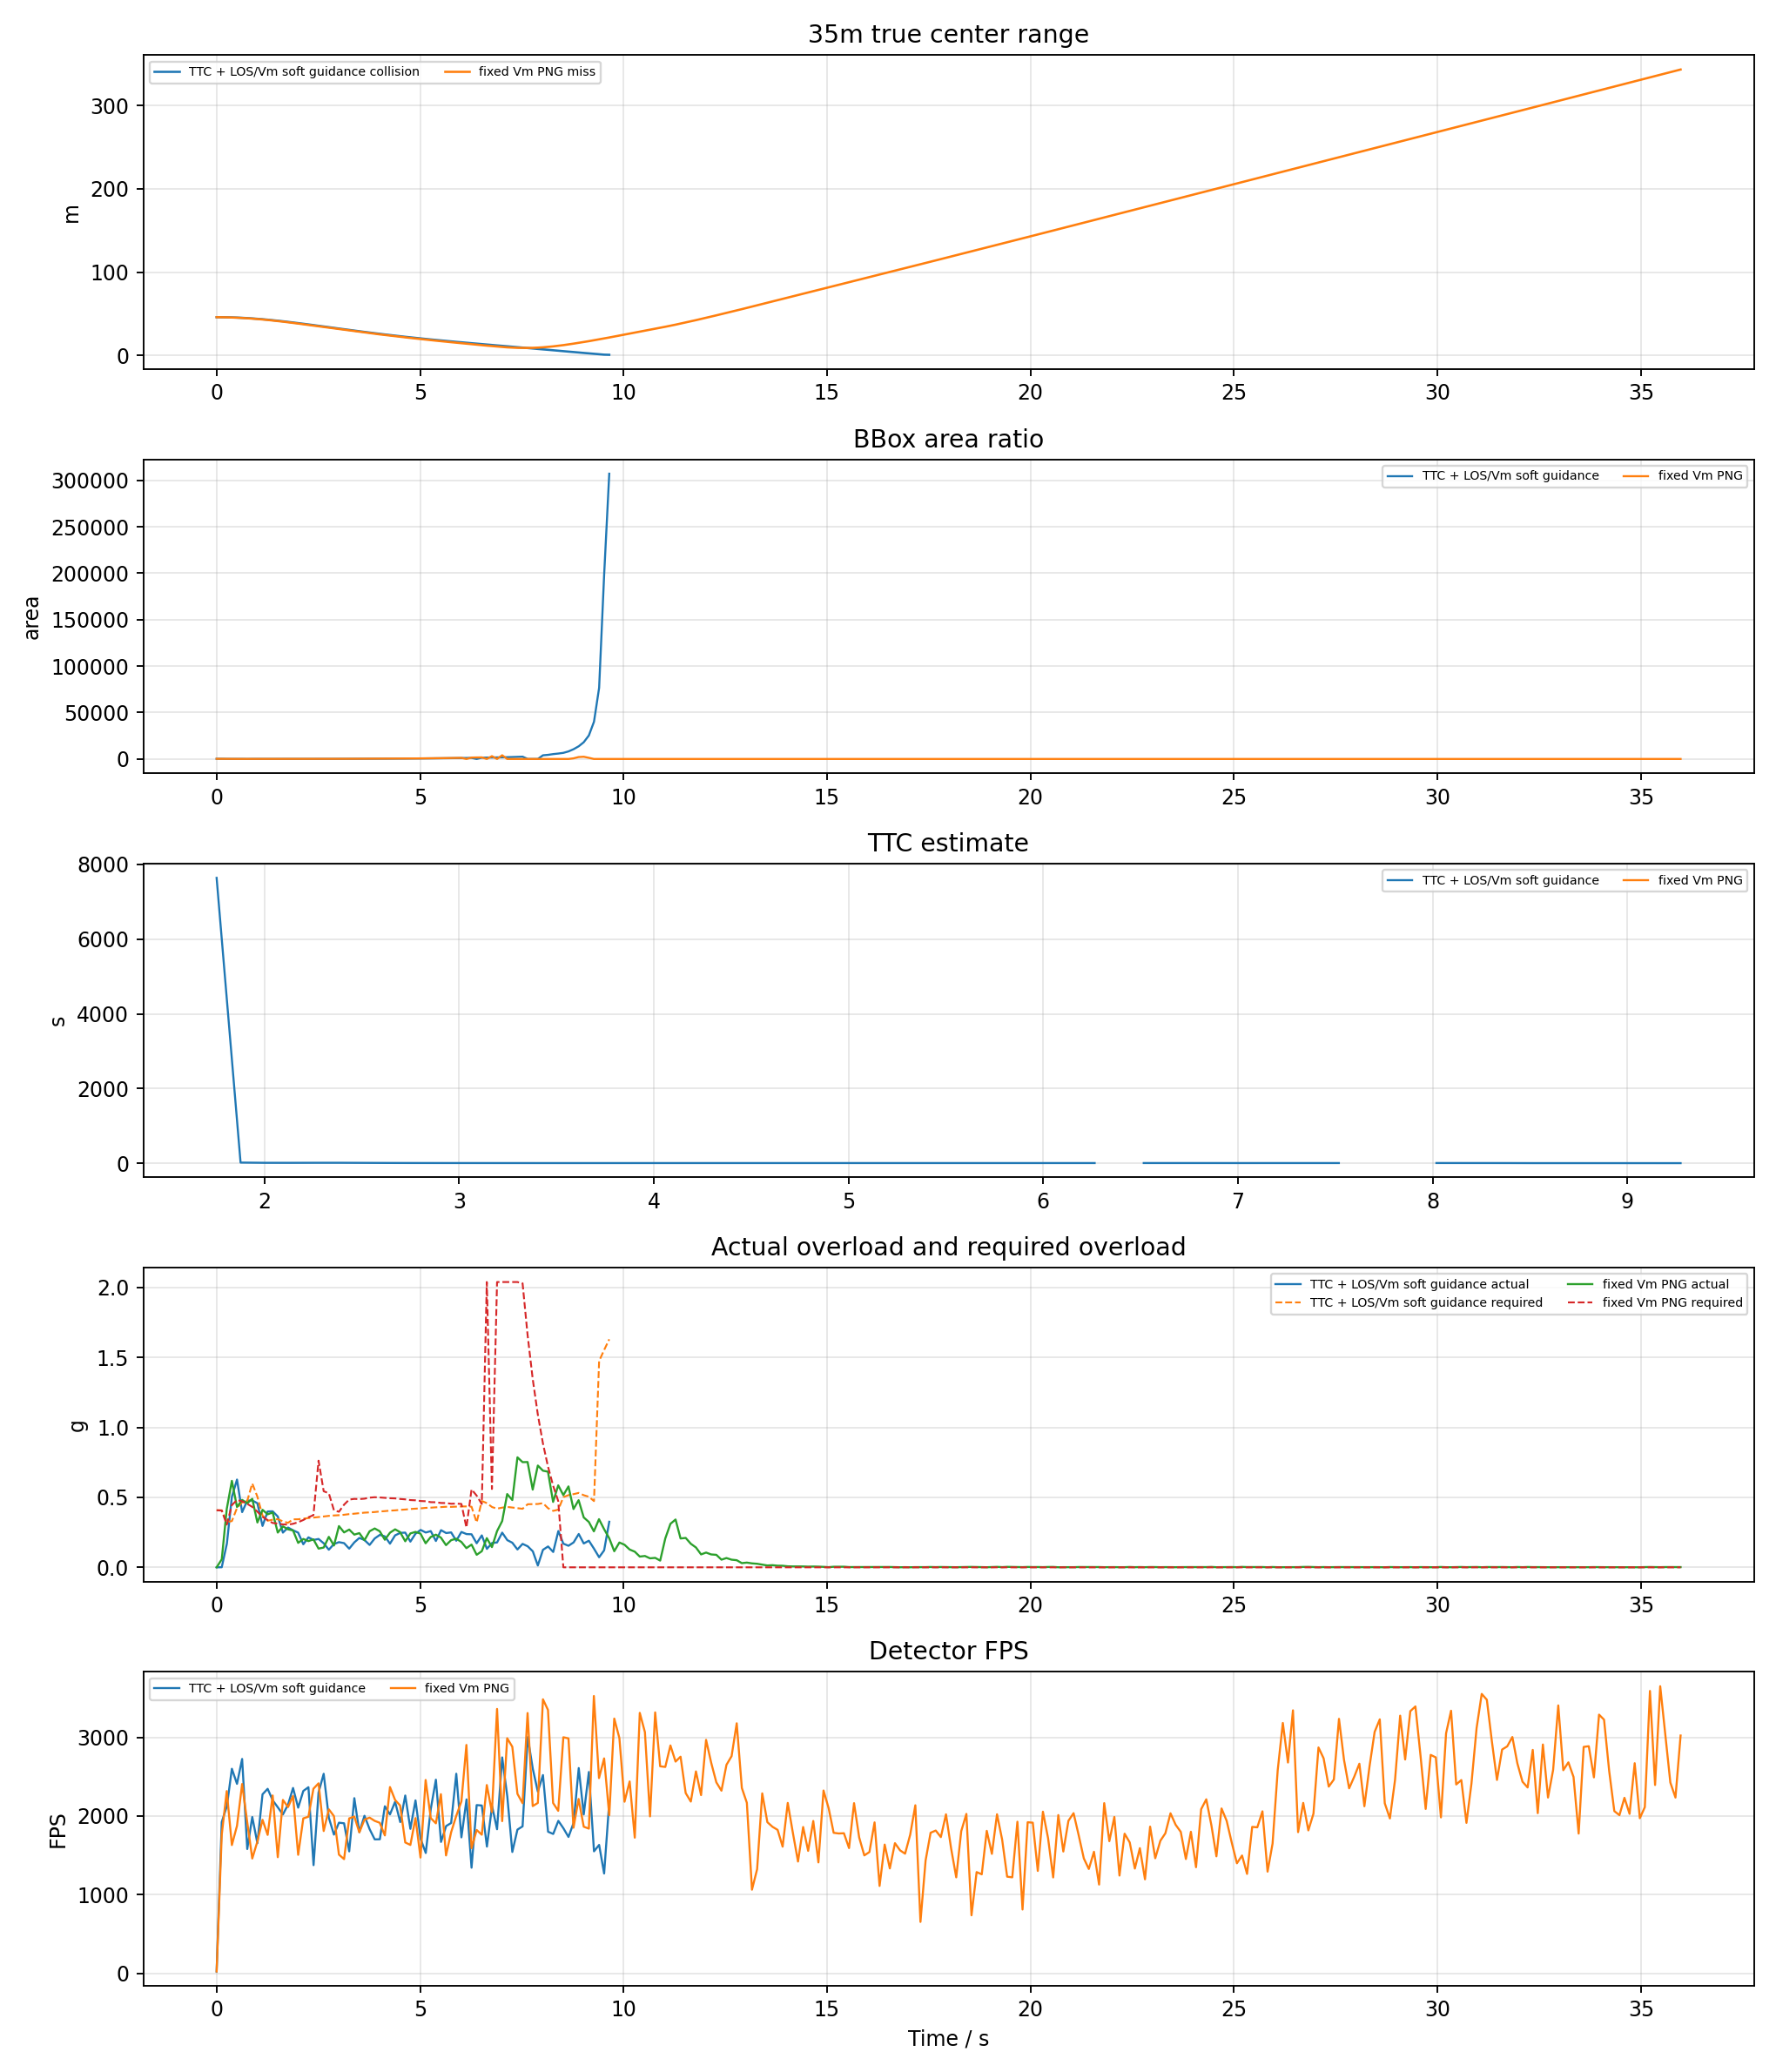 35m true center range
TTC + LOS/Vm soft guidance collision fixed Vm PNG miss
300
200
100
0
m
0 5 10 15 20 25 30 35
BBox area ratio
TTC + LOS/Vm soft guidance fixed Vm PNG
300000
250000
200000
150000
100000
50000
0
area
0 5 10 15 20 25 30 35
TTC estimate
TTC + LOS/Vm soft guidance fixed Vm PNG
8000
6000
4000
2000
0
s
2 3 4 5 6 7 8 9
Actual overload and required overload
TTC + LOS/Vm soft guidance actual fixed Vm PNG actual
TTC + LOS/Vm soft guidance required fixed Vm PNG required
2.0
1.5
1.0
0.5
0.0
g
0 5 10 15 20 25 30 35
Detector FPS
TTC + LOS/Vm soft guidance fixed Vm PNG
3000
2000
1000
0
FPS
0 5 10 15 20 25 30 35
Time / s